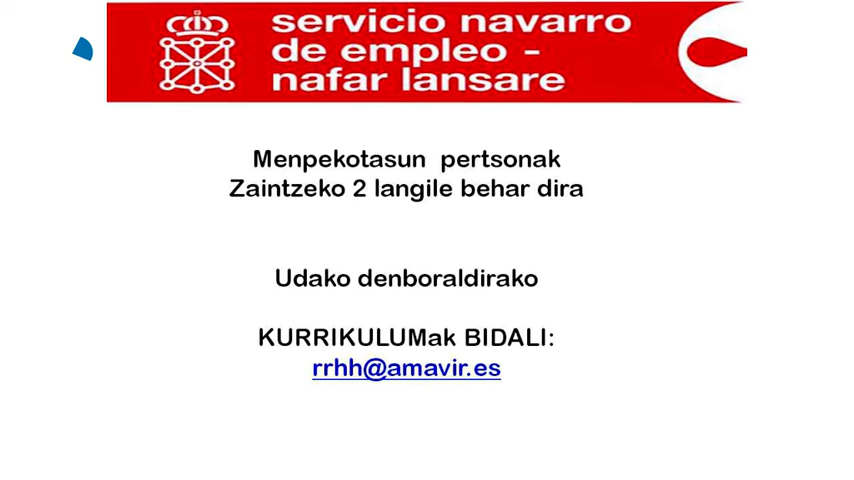 servicio navarro
de empleo -
nafar lansare
Menpekotasun pertsonak
Zaintzeko 2 langile behar dira
Udako denboraldirako
KURRIKULUMak BIDALI:
rrhh@amavir.es